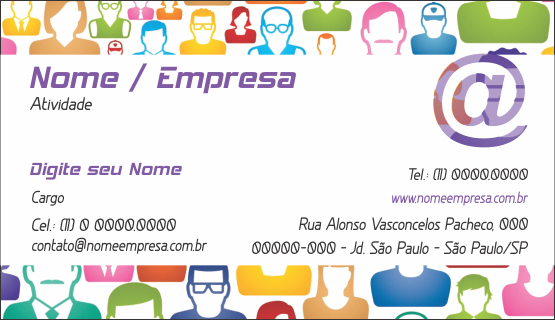 Nome / Empresa
Atividade
@
Digite seu Nome
Cargo
Cel.: (11) 0 0000.0000
contato@nomeempresa.com.br
Tel.: (11) 0000.0000
www.nomeempresa.com.br
Rua Alonso Vasconcelos Pacheco, 000
00000-000 - Jd. São Paulo - São Paulo/SP